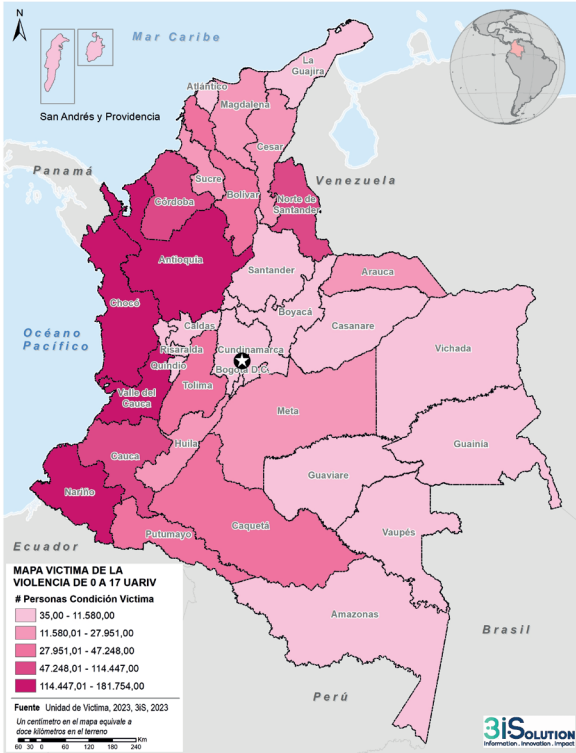 N
Mar Caribe
San Andrés y Providencia
Panamá
Venezuela
Océano
Pacífico
Ecuador
Perú
Brasil
La
Guajira
Atlántico
Magdalena
Cesar
Sucre
Bolívar
Córdoba
Norte de
Santander
Antioquia
Santander
Arauca
Chocó
Boyacá
Caldas
Casanare
Risaralda
Cundinamarca
Vichada
Quindío
Bogotá D.C.
Valle del
Cauca
Tolima
Meta
Huila
Guainía
Cauca
Guaviare
Nariño
Caquetá
Vaupés
Putumayo
Amazonas
MAPA VICTIMA DE LA
VIOLENCIA DE 0 A 17 UARIV
# Personas Condición Victima
35,00 - 11.580,00
11.580,01 - 27.951,00
27.951,01 - 47.248,00
47.248,01 - 114.447,00
114.447,01 - 181.754,00
Fuente Unidad de Victima, 2023, 3iS, 2023
Un centímetro en el mapa equivale a
doce kilómetros en el terreno
60 30 0 60 120 180 240 Km
3iSOLUTION
Information . Innovation . Impact